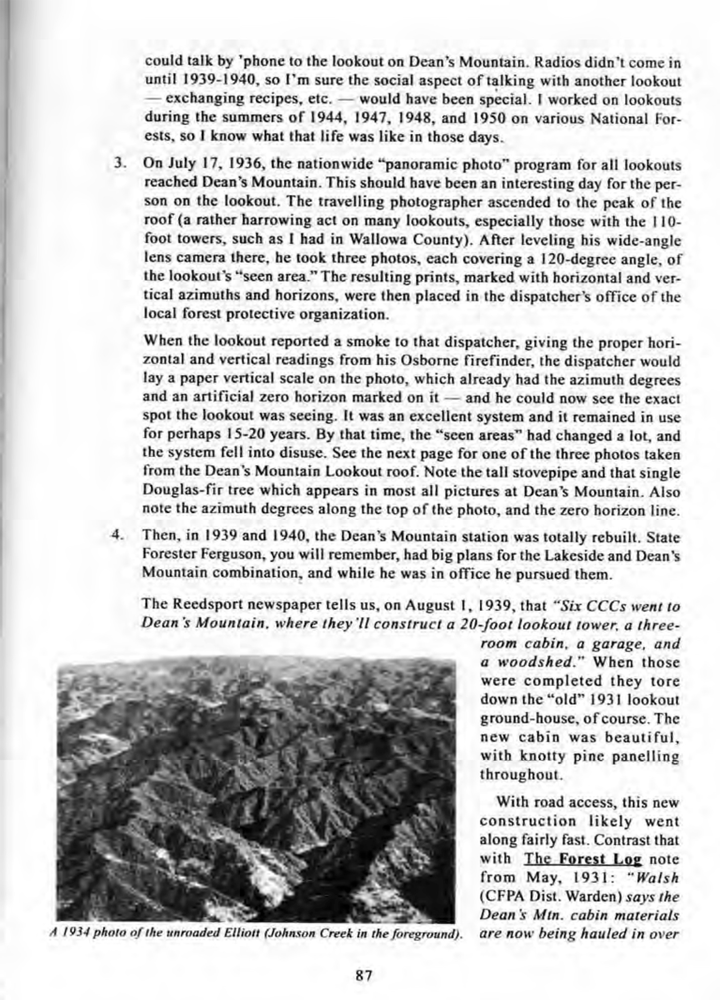 could talk by 'phone to the lookout on Dean's Mountain. Radios didn't come in
until 1939-1940, so I'm sure the social aspect of talking with another lookout
— exchanging recipes, etc. — would have been special. I worked on lookouts
during the summers of 1944, 1947, 1948, and 1950 on various National For-
ests, so I know what that life was like in those days.
3. On July 17, 1936, the nationwide “panoramic photo” program for all lookouts
reached Dean's Mountain. This should have been an interesting day for the per-
son on the lookout. The travelling photographer ascended to the peak of the
roof (a rather harrowing act on many lookouts, especially those with the 110-
foot towers, such as I had in Wallowa County). After leveling his wide-angle
lens camera there, he took three photos, each covering a 120-degree angle, of
the lookout's “seen area.” The resulting prints, marked with horizontal and ver-
tical azimuths and horizons, were then placed in the dispatcher's office of the
local forest protective organization.
When the lookout reported a smoke to that dispatcher, giving the proper hori-
zontal and vertical readings from his Osborne firefinder, the dispatcher would
lay a paper vertical scale on the photo, which already had the azimuth degrees
and an artificial zero horizon marked on it — and he could now see the exact
spot the lookout was seeing. It was an excellent system and it remained in use
for perhaps 15-20 years. By that time, the “seen areas” had changed a lot, and
the system fell into disuse. See the next page for one of the three photos taken
from the Dean's Mountain Lookout roof. Note the tall stovepipe and that single
Douglas-fir tree which appears in most all pictures at Dean's Mountain. Also
note the azimuth degrees along the top of the photo, and the zero horizon line.
4. Then, in 1939 and 1940, the Dean's Mountain station was totally rebuilt. State
Forester Ferguson, you will remember, had big plans for the Lakeside and Dean's
Mountain combination, and while he was in office he pursued them.
The Reedsport newspaper tells us, on August 1, 1939, that “Six CCCs went to
Dean's Mountain, where they'll construct a 20-foot lookout tower, a three-
room cabin, a garage, and
a woodshed.” When those
were completed they tore
down the “old” 1931 lookout
ground-house, of course. The
new cabin was beautiful,
with knotty pine panelling
throughout.
With road access, this new
construction likely went
along fairly fast. Contrast that
with The Forest Log note
from May, 1931: “Walsh
(CFPA Dist. Warden) says the
Dean's Mtn. cabin materials
are now being hauled in over
A 1934 photo of the unroaded Elliott (Johnson Creek in the foreground).
87